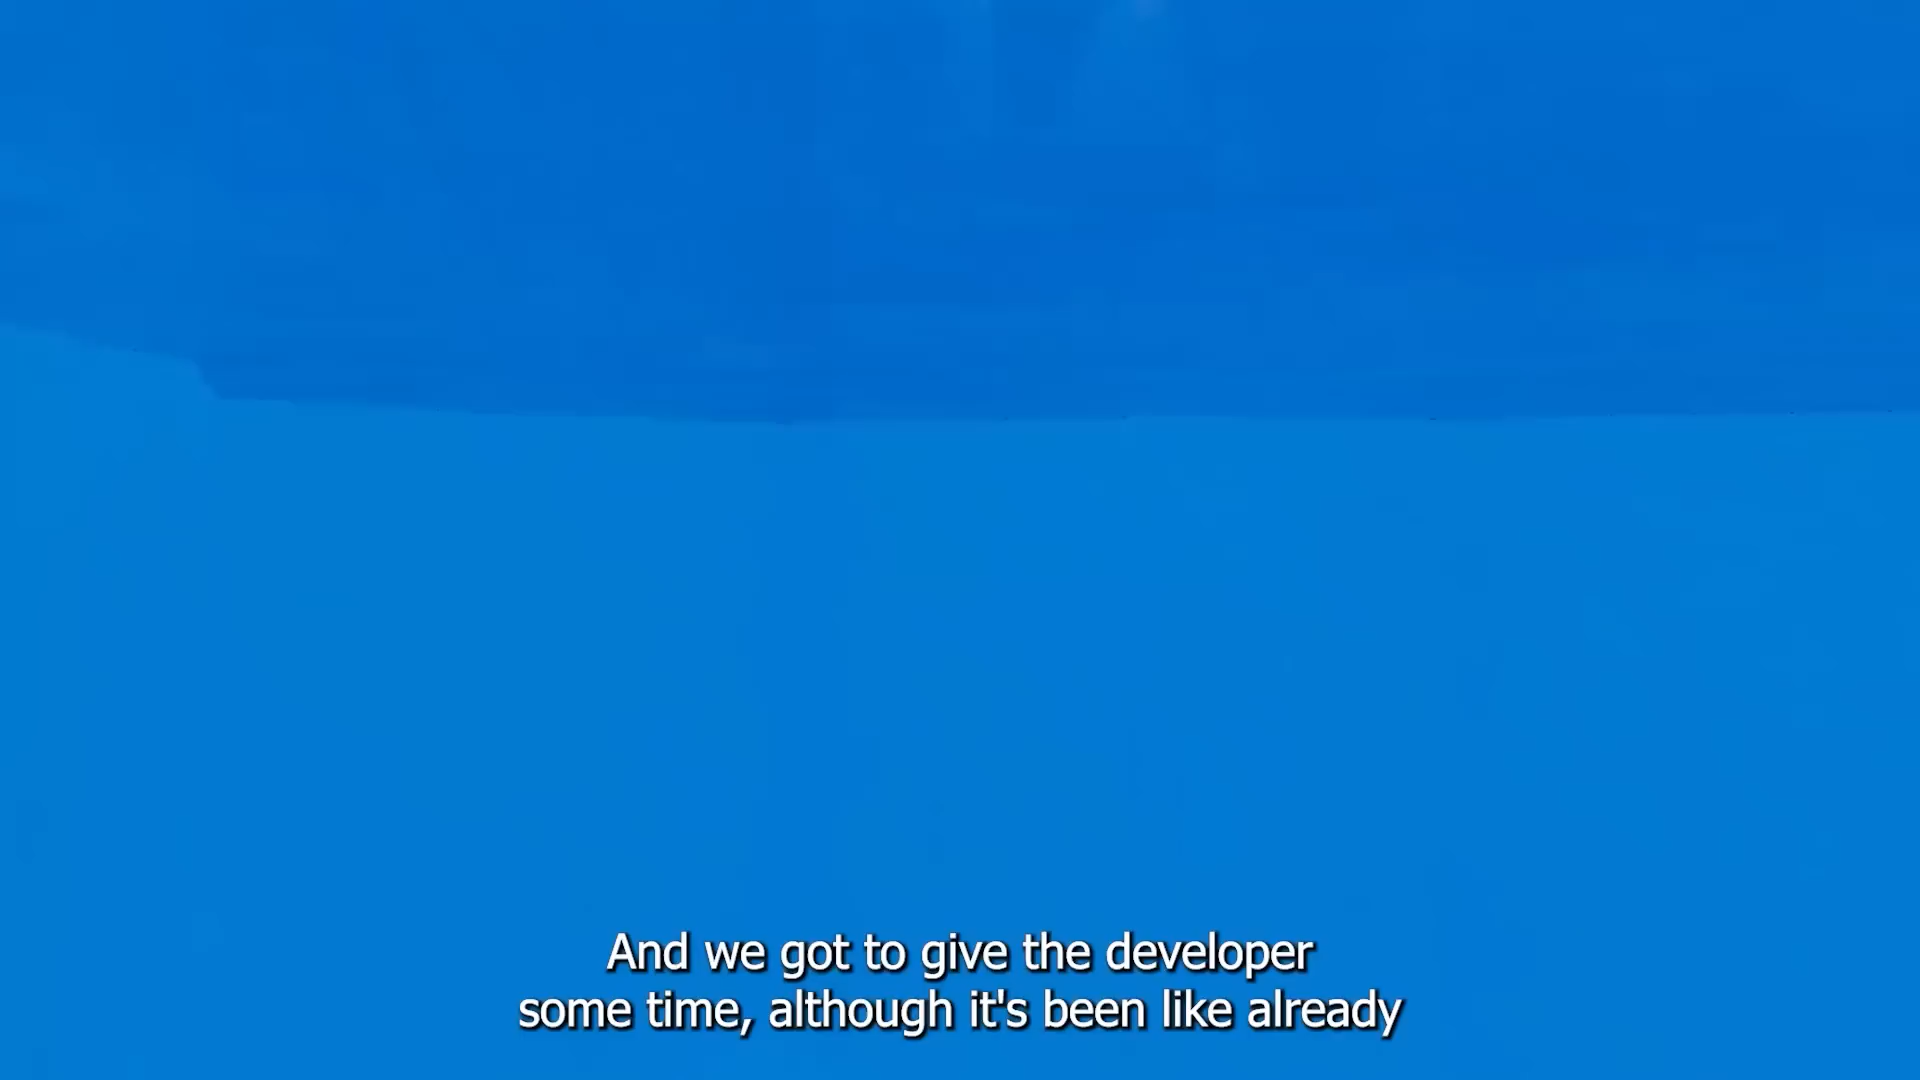 And we got to give the developer
some time, although it's been like already